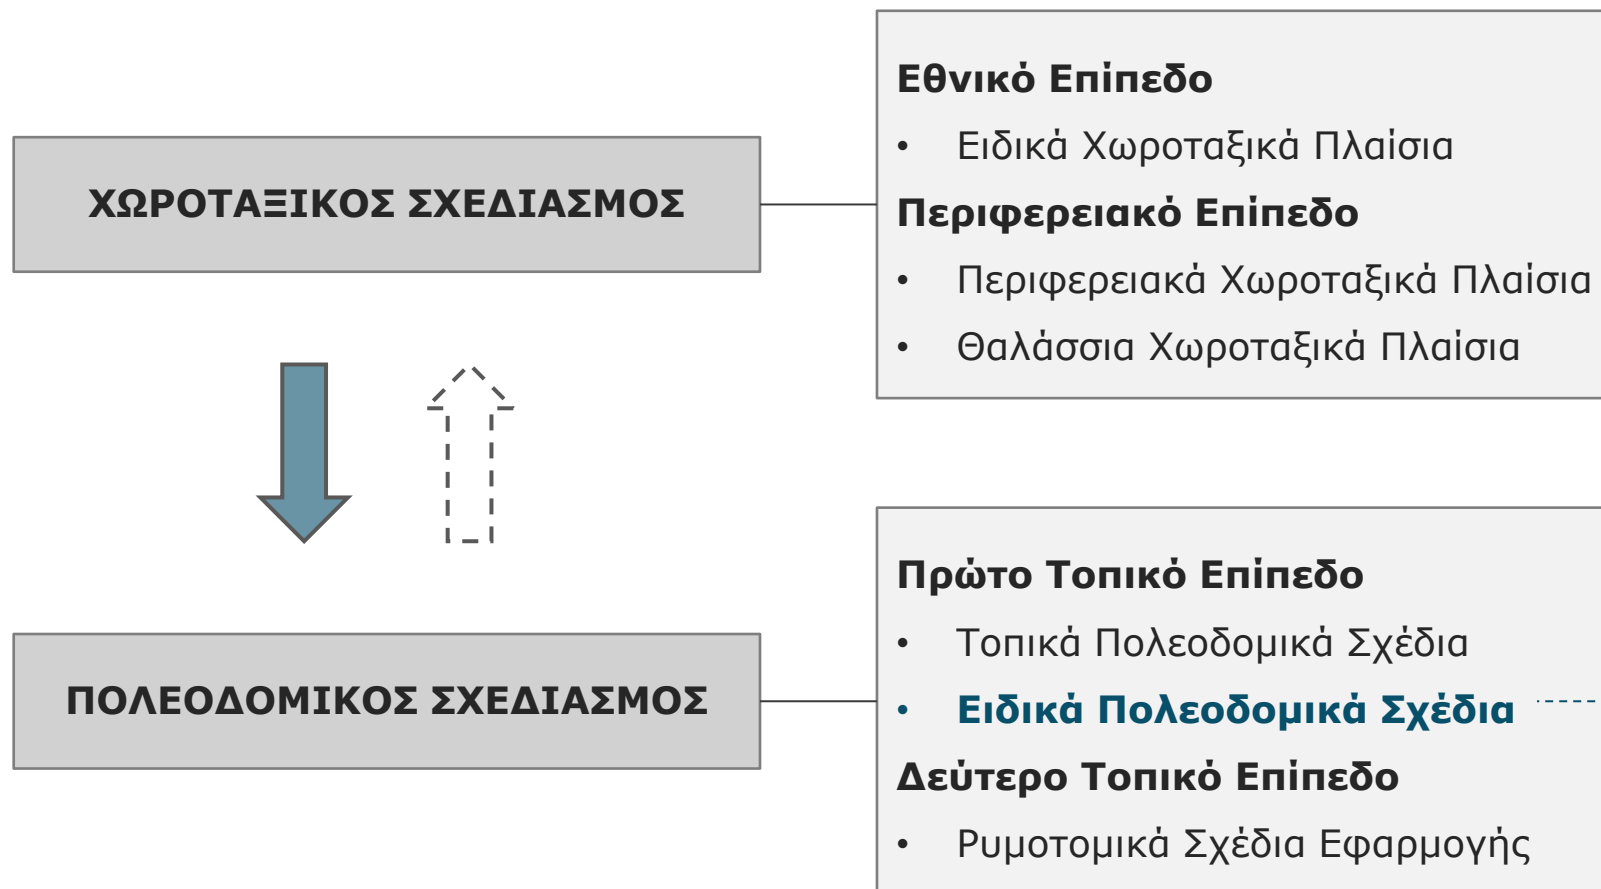 Εθνικό Επίπεδο
• Ειδικά Χωροταξικά Πλαίσια
ΧΩΡΟΤΑΞΙΚΟΣ ΣΧΕΔΙΑΣΜΟΣ
Περιφερειακό Επίπεδο
• Περιφερειακά Χωροταξικά Πλαίσια
• Θαλάσσια Χωροταξικά Πλαίσια
Πρώτο Τοπικό Επίπεδο
• Τοπικά Πολεοδομικά Σχέδια
ΠΟΛΕΟΔΟΜΙΚΟΣ ΣΧΕΔΙΑΣΜΟΣ
• Ειδικά Πολεοδομικά Σχέδια
Δεύτερο Τοπικό Επίπεδο
• Ρυμοτομικά Σχέδια Εφαρμογής